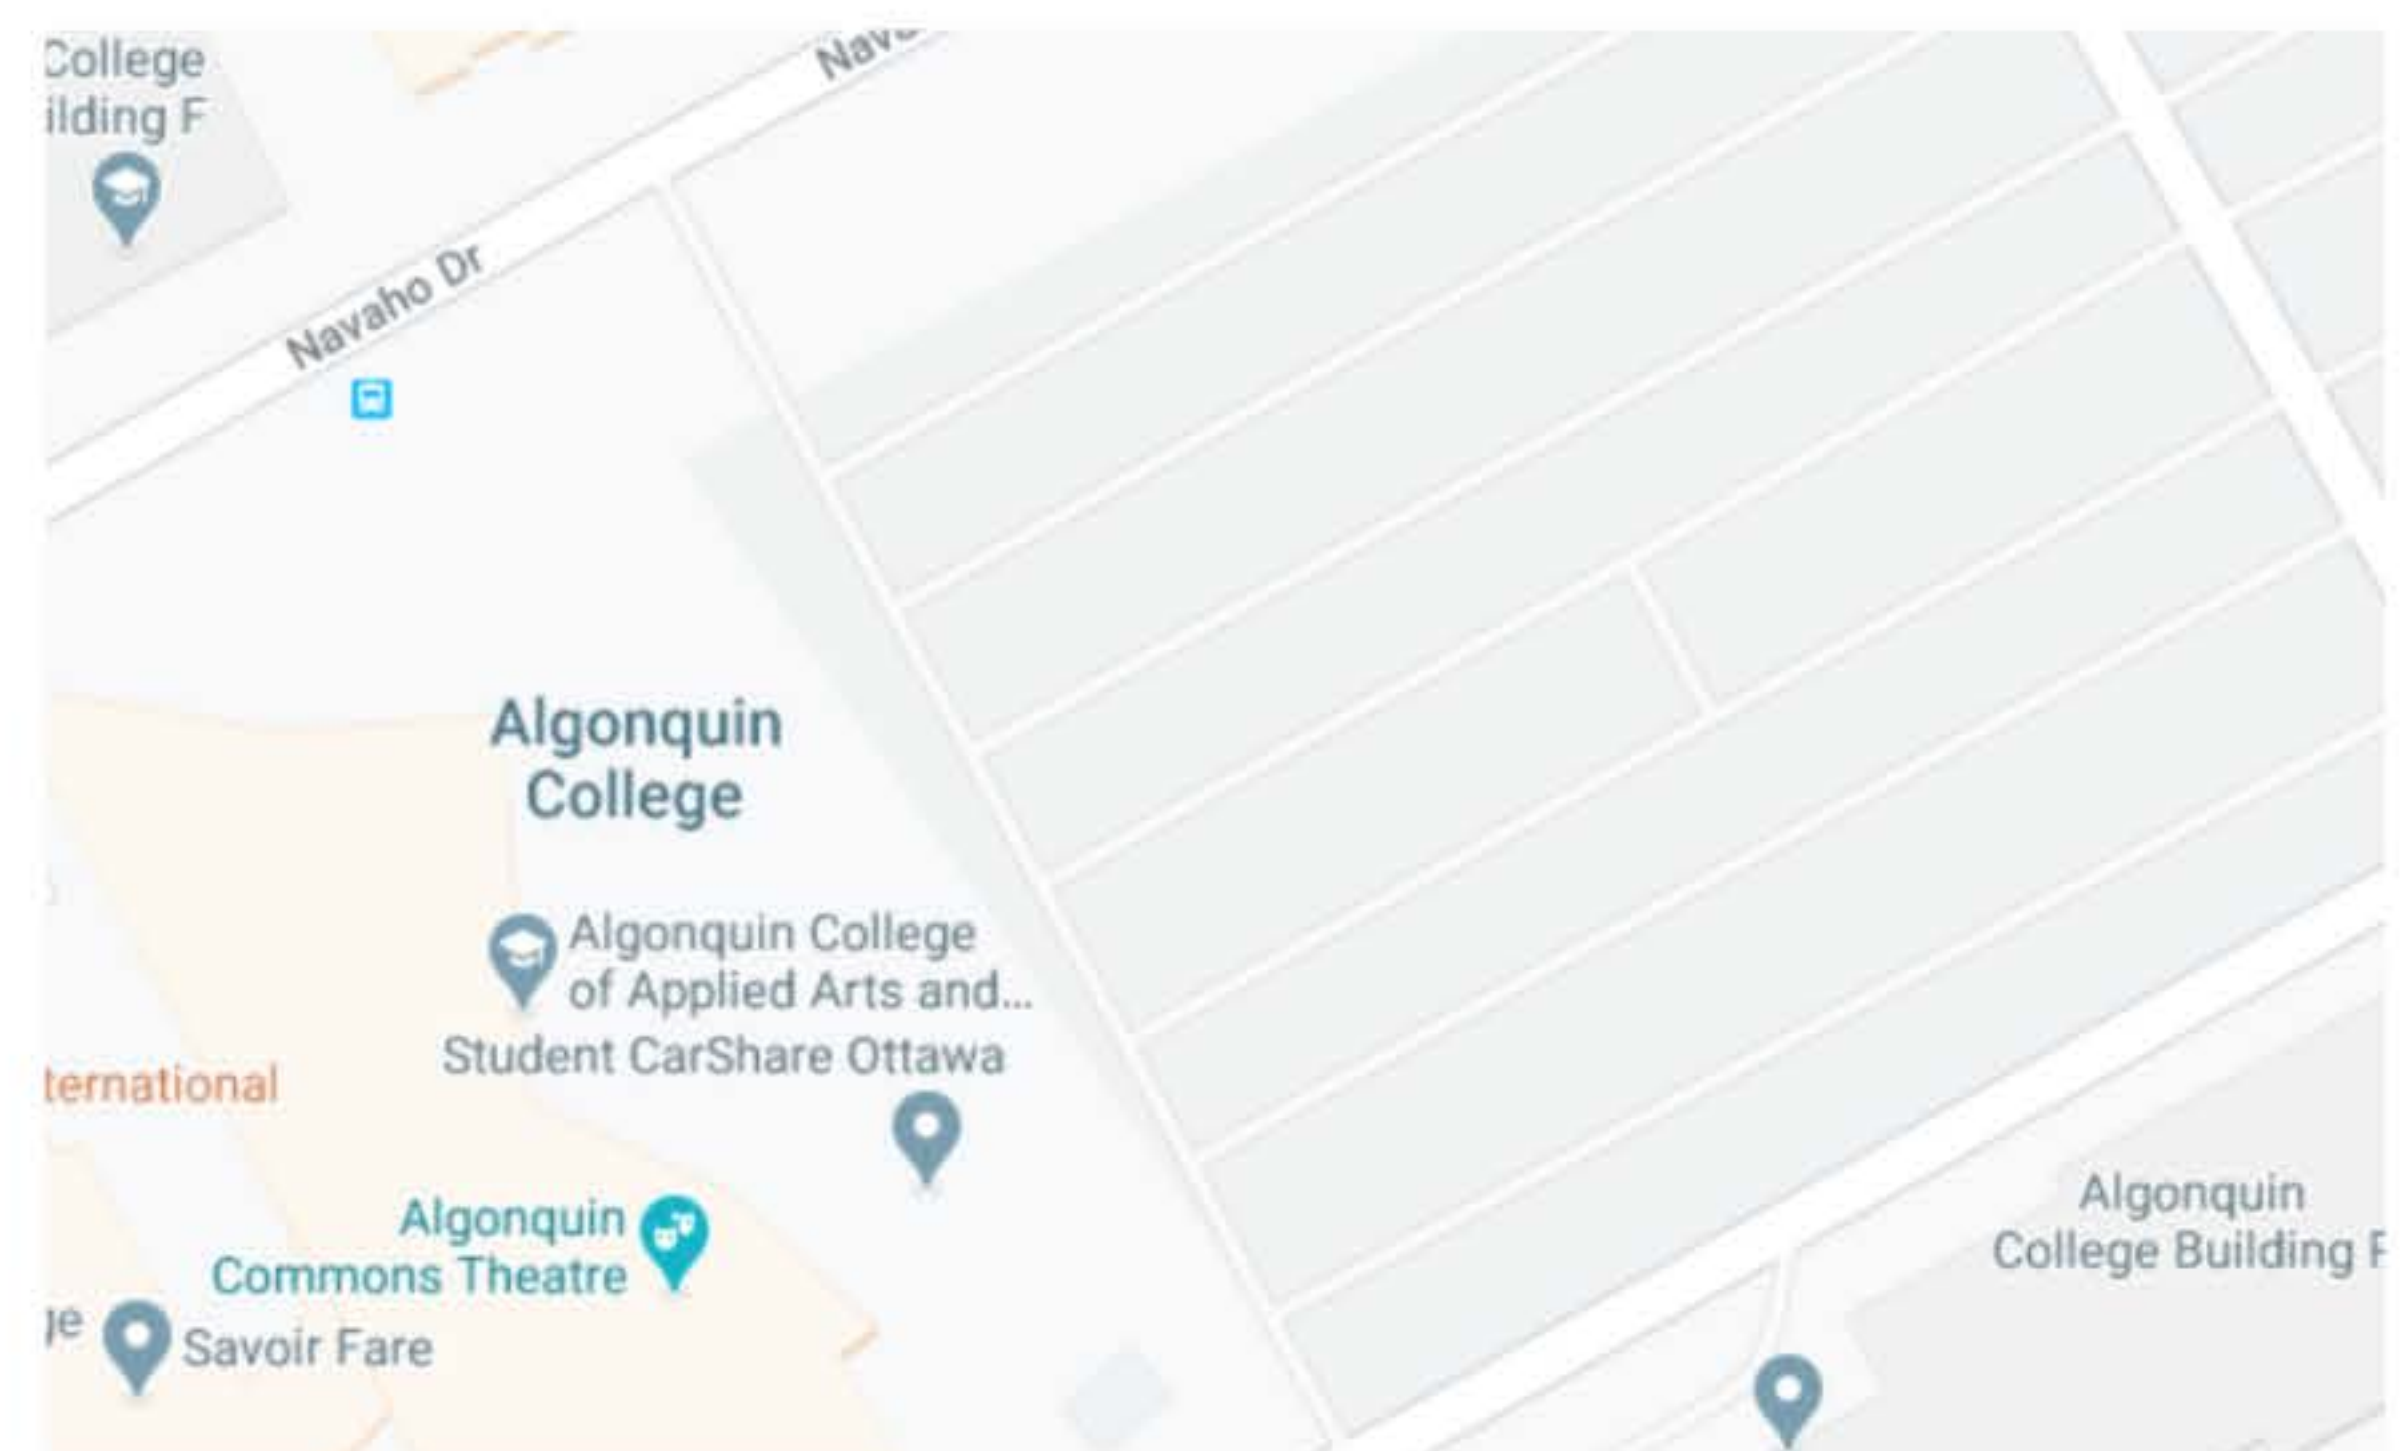 College
ilding F
Nava
Navaho Dr
Algonquin
College
Algonquin College
of Applied Arts and...
Student CarShare Ottawa
ternational
Algonquin
Commons Theatre
ge
Savoir Fare
Algonquin
College Building F